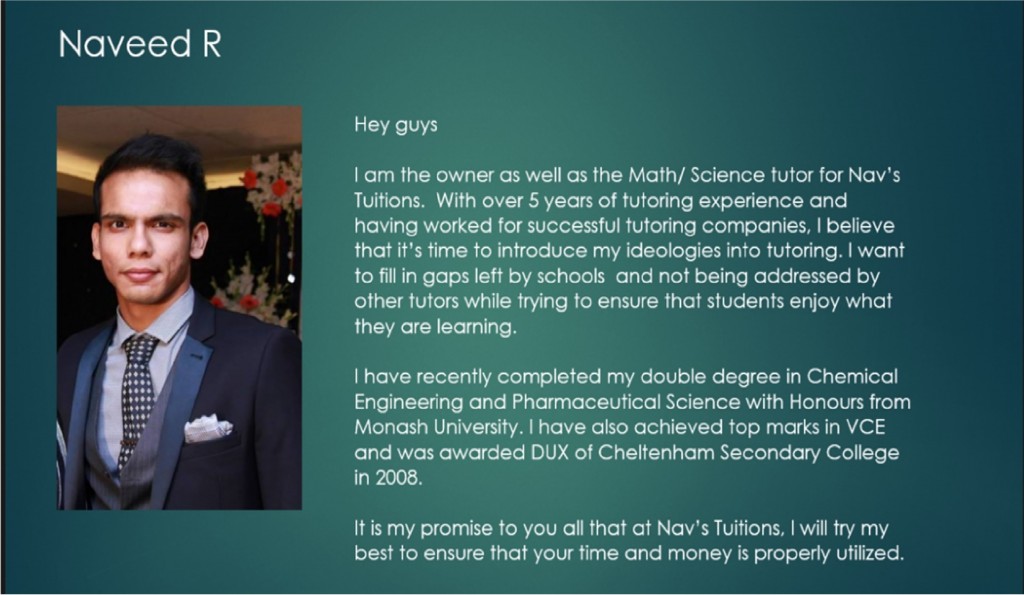 Naveed R
Hey guys
I am the owner as well as the Math/ Science tutor for Nav's
Tuitions.  With over 5 years of tutoring experience and
having worked for successful tutoring companies, I believe
that it's time to introduce my ideologies into tutoring. I want
to fill in gaps left by schools  and not being addressed by
other tutors while trying to ensure that students enjoy what
they are learning.
I have recently completed my double degree in Chemical
Engineering and Pharmaceutical Science with Honours from
Monash University. I have also achieved top marks in VCE
and was awarded DUX of Cheltenham Secondary College
in 2008.
It is my promise to you all that at Nav's Tuitions, I will try my
best to ensure that your time and money is properly utilized.